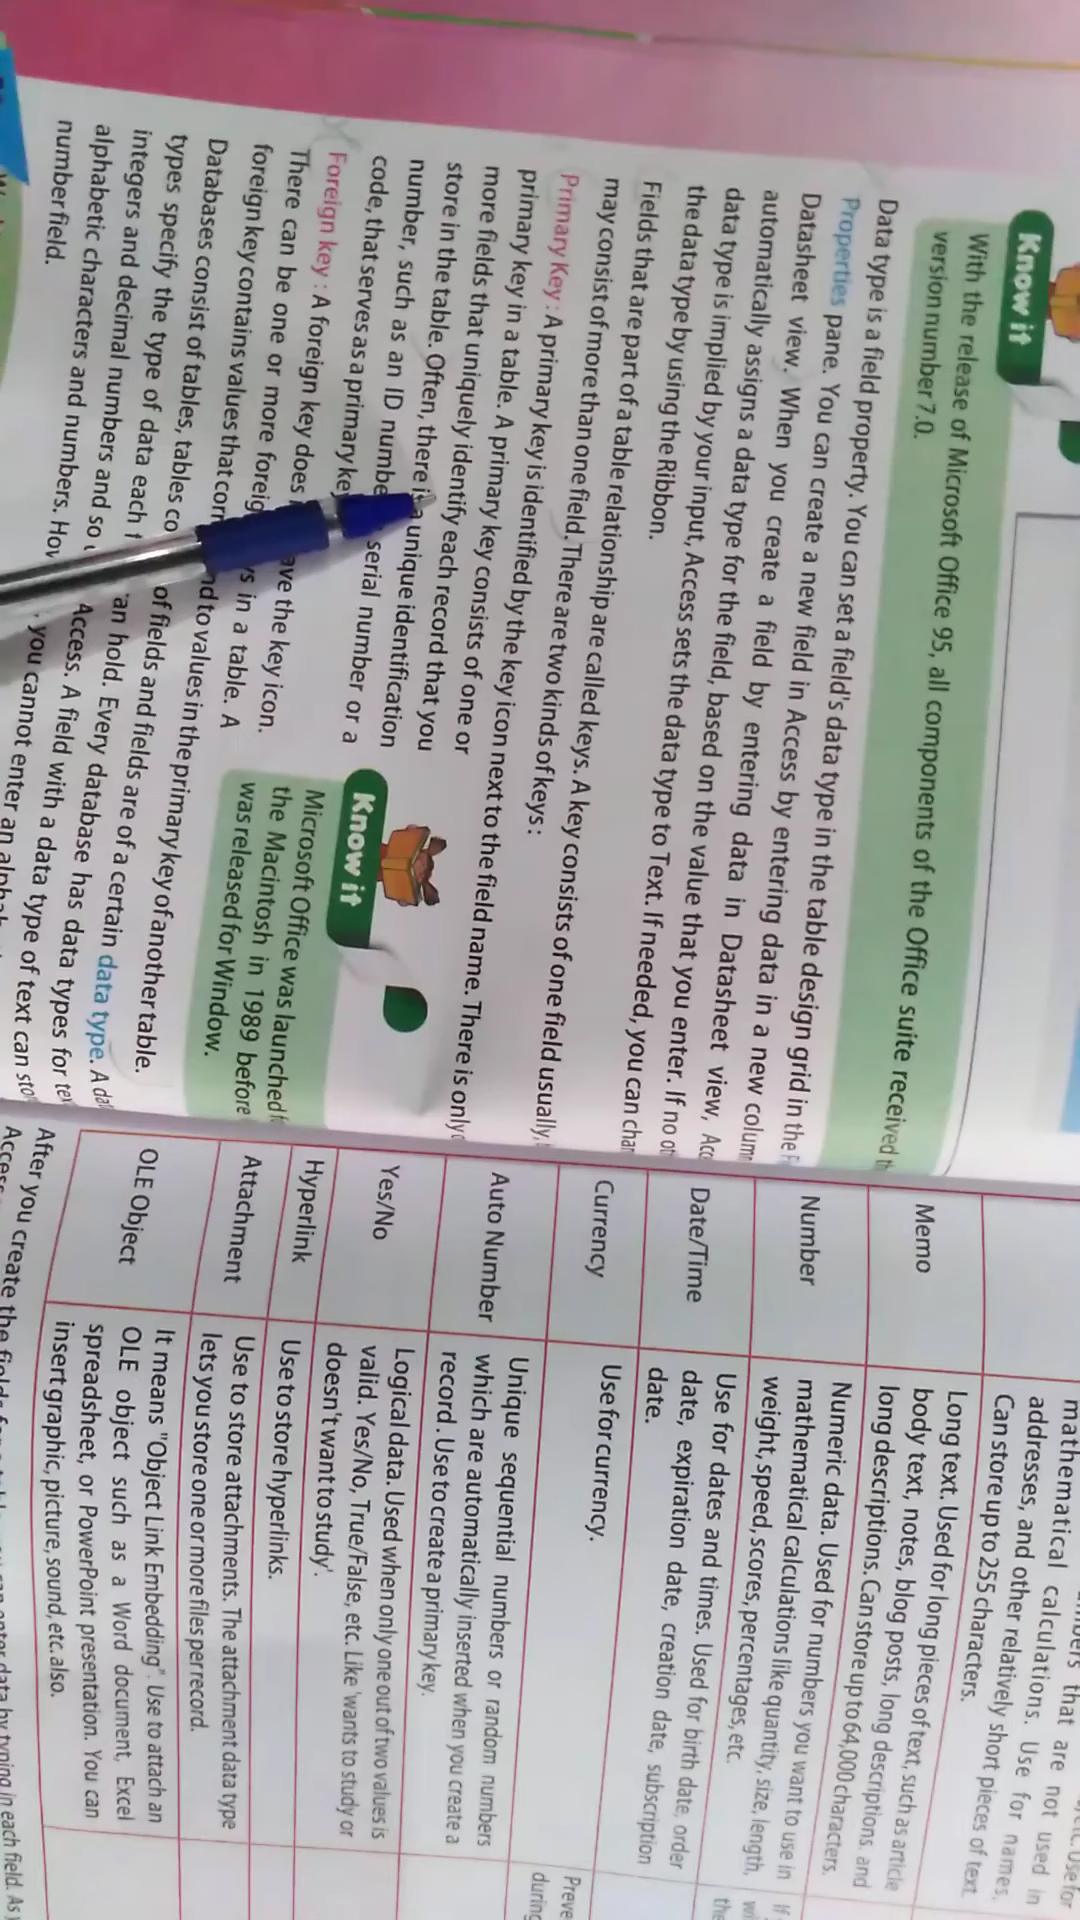 Know it
With the release of Microsoft Office 95, all components of the Office suite received
version number 7.0.
Data type is a field property. You can set a field's data type in the table design grid in the
Properties pane. You can create a new field in Access by entering data in a new column
Datasheet view. When you create a field by entering data in Datasheet view,
automatically assigns a data type for the field, based on the value that you enter. If no
data type is implied by your input, Access sets the data type to Text. If needed, you can
the data type by using the Ribbon.
Fields that are part of a table relationship are called keys. A key consists of one field usually,
may consist of more than one field. There are two kinds of keys :
Primary Key : A primary key is identified by the key icon next to the field name. There is only
primary key in a table. A primary key consists of one or
more fields that uniquely identify each record that you
store in the table. Often, there is a unique identification
number, such as an ID number, serial number or a
code, that serves as a primary key
Foreign key : A foreign key does have the key icon.
There can be one or more foreign in a table. A
foreign key contains values that to values in the primary key of another table.
Know it
Microsoft Office was launched
the Macintosh in 1989 before
was released for Window.
Databases consist of tables, tables of fields and fields are of a certain data type. A
types specify the type of data each can hold. Every database has data types for
integers and decimal numbers and so Access. A field with a data type of text can
alphabetic characters and numbers. you cannot enter an
number field.
that are not used in
mathematical calculations. Use for names,
addresses, and other relatively short pieces of text.
Can store up to 255 characters.
Memo
Long text. Used for long pieces of text, such as article
body text, notes, blog posts, long descriptions. and
long descriptions. Can store up to 64,000 characters.
Number
Numeric data. Used for numbers you want to use in
mathematical calculations like quantity, size, length,
weight, speed, scores, percentages, etc.
Date/Time
Use for dates and times. Used for birth date, order
date, expiration date, creation date, subscription
date.
Currency
Use for currency.
Auto Number
Unique sequential numbers or random numbers
which are automatically inserted when you create a
record . Use to create a primary key.
Yes/No
Logical data. Used when only one out of two values is
valid. Yes/No, True/False, etc. Like 'wants to study or
doesn't want to study'.
Hyperlink
Use to store hyperlinks.
Attachment
Use to store attachments. The attachment data type
lets you store one or more files per record.
OLE Object
It means "Object Link Embedding". Use to attach an
OLE object such as a Word document, Excel
spreadsheet, or PowerPoint presentation. You can
insert graphic, picture, sound, etc. also.
during
After you create the
data by typing in each field. As